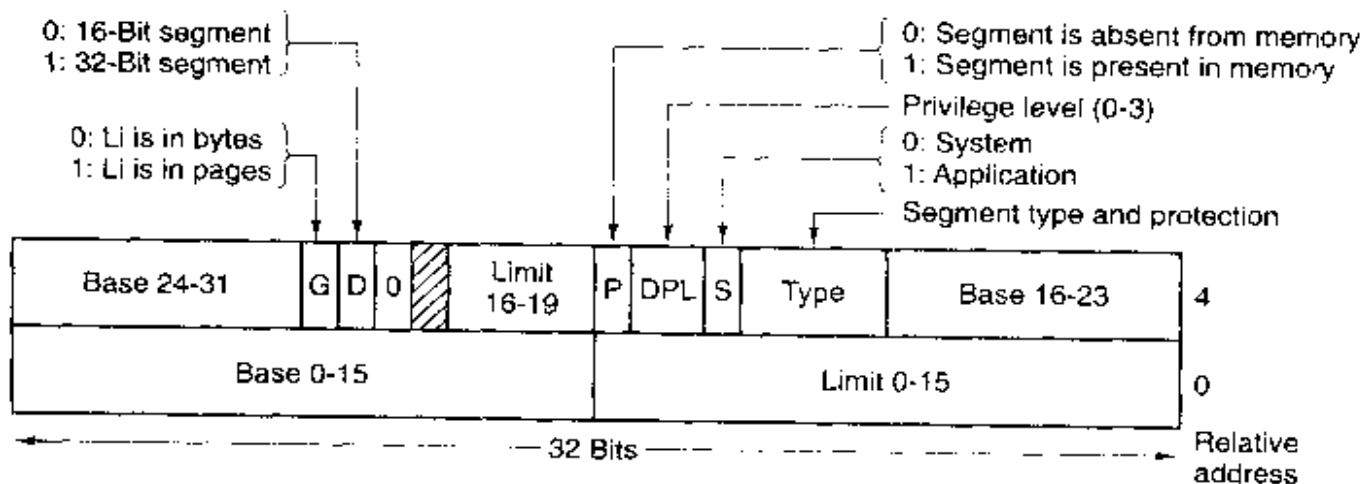 0: 16-Bit segment
1: 32-Bit segment
0: Li is in bytes
1: Li is in pages
0: Segment is absent from memory
1: Segment is present in memory
Privilege level (0-3)
0: System
1: Application
Segment type and protection
Base 24-31
G
D
0
Limit
16-19
P
DPL
S
Type
Base 16-23
4
Base 0-15
Limit 0-15
0
32 Bits
Relative
address